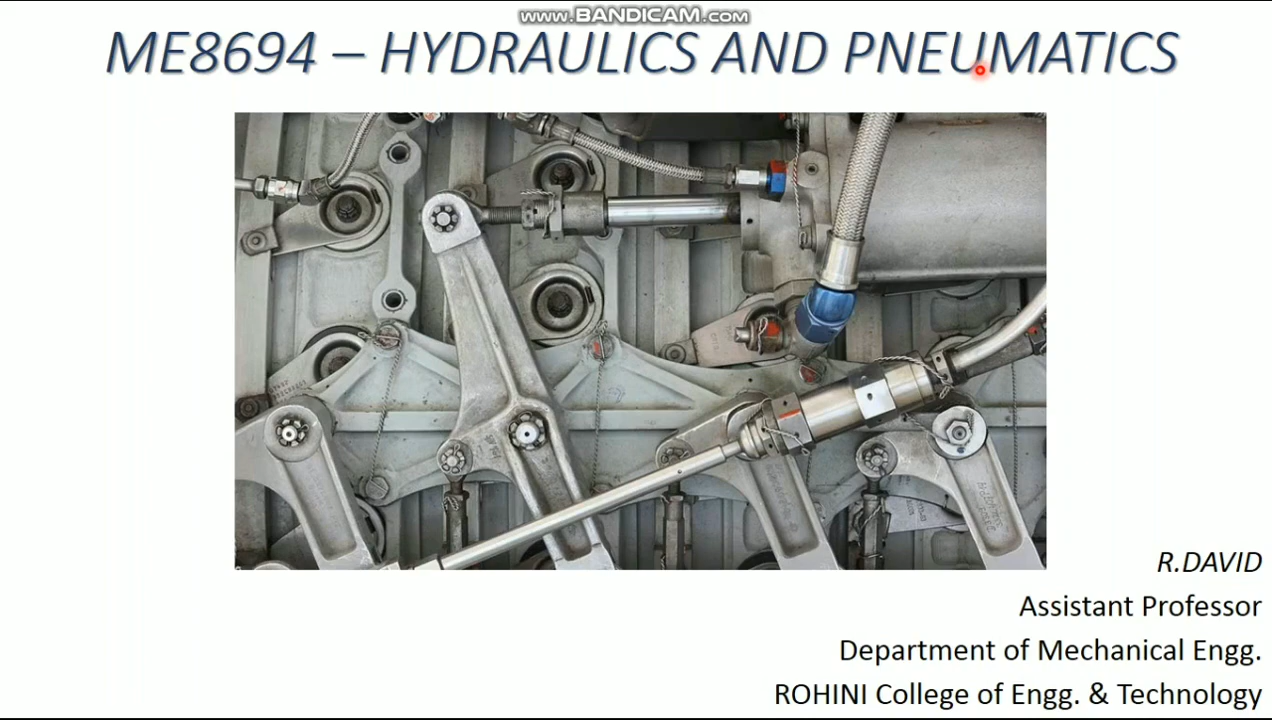 www.BANDICAM.com
ME8694 – HYDRAULICS AND PNEUMATICS
R.DAVID
Assistant Professor
Department of Mechanical Engg.
ROHINI College of Engg. & Technology